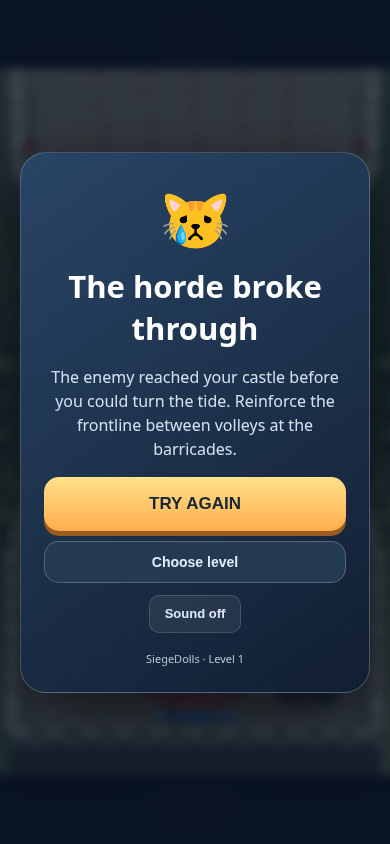 The horde broke
through
The enemy reached your castle before
you could turn the tide. Reinforce the
frontline between volleys at the
barricades.
TRY AGAIN
Choose level
Sound off
SiegeDolls · Level 1